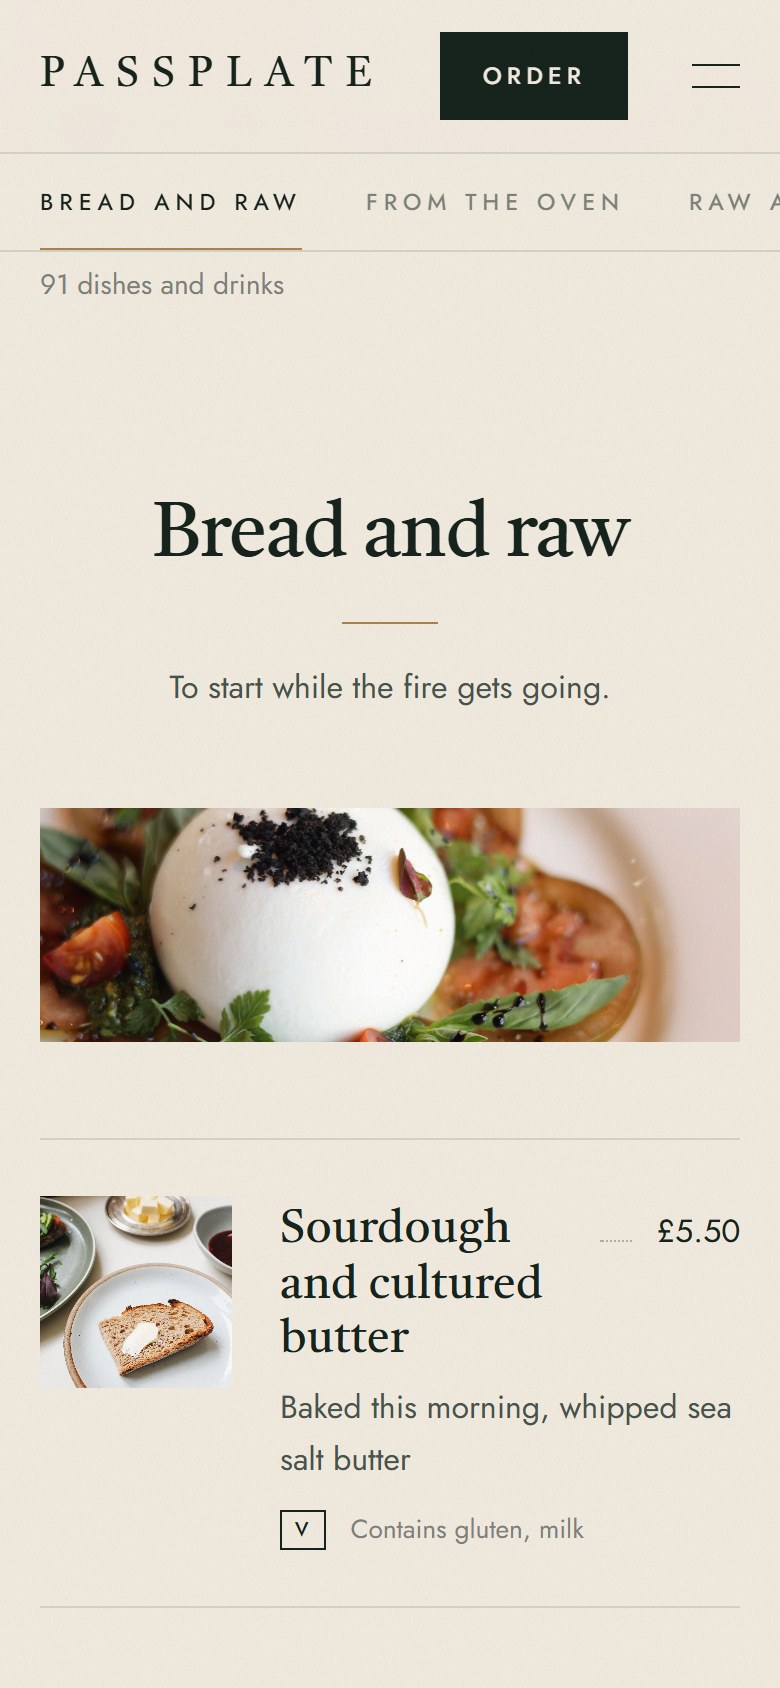 PASSPLATE
ORDER
BREAD AND RAW
FROM THE OVEN
RAW A
91 dishes and drinks
Bread and raw
To start while the fire gets going.
Sourdough
and cultured
butter
£5.50
Baked this morning, whipped sea
salt butter
V
Contains gluten, milk